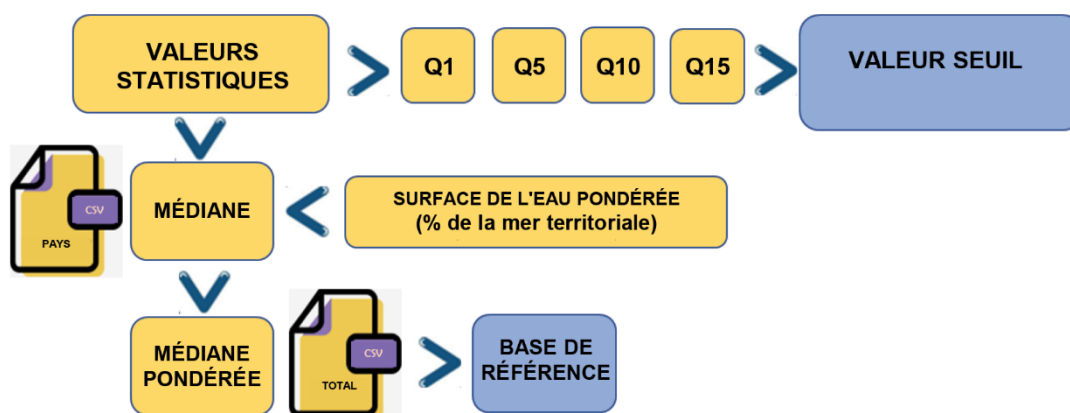 VALEURS
STATISTIQUES
Q1
Q5
Q10
Q15
VALEUR SEUIL
CSV
PAYS
MÉDIANE
SURFACE DE L'EAU PONDÉRÉE
(% de la mer territoriale)
MÉDIANE
PONDÉRÉE
CSV
TOTAL
BASE DE
RÉFÉRENCE